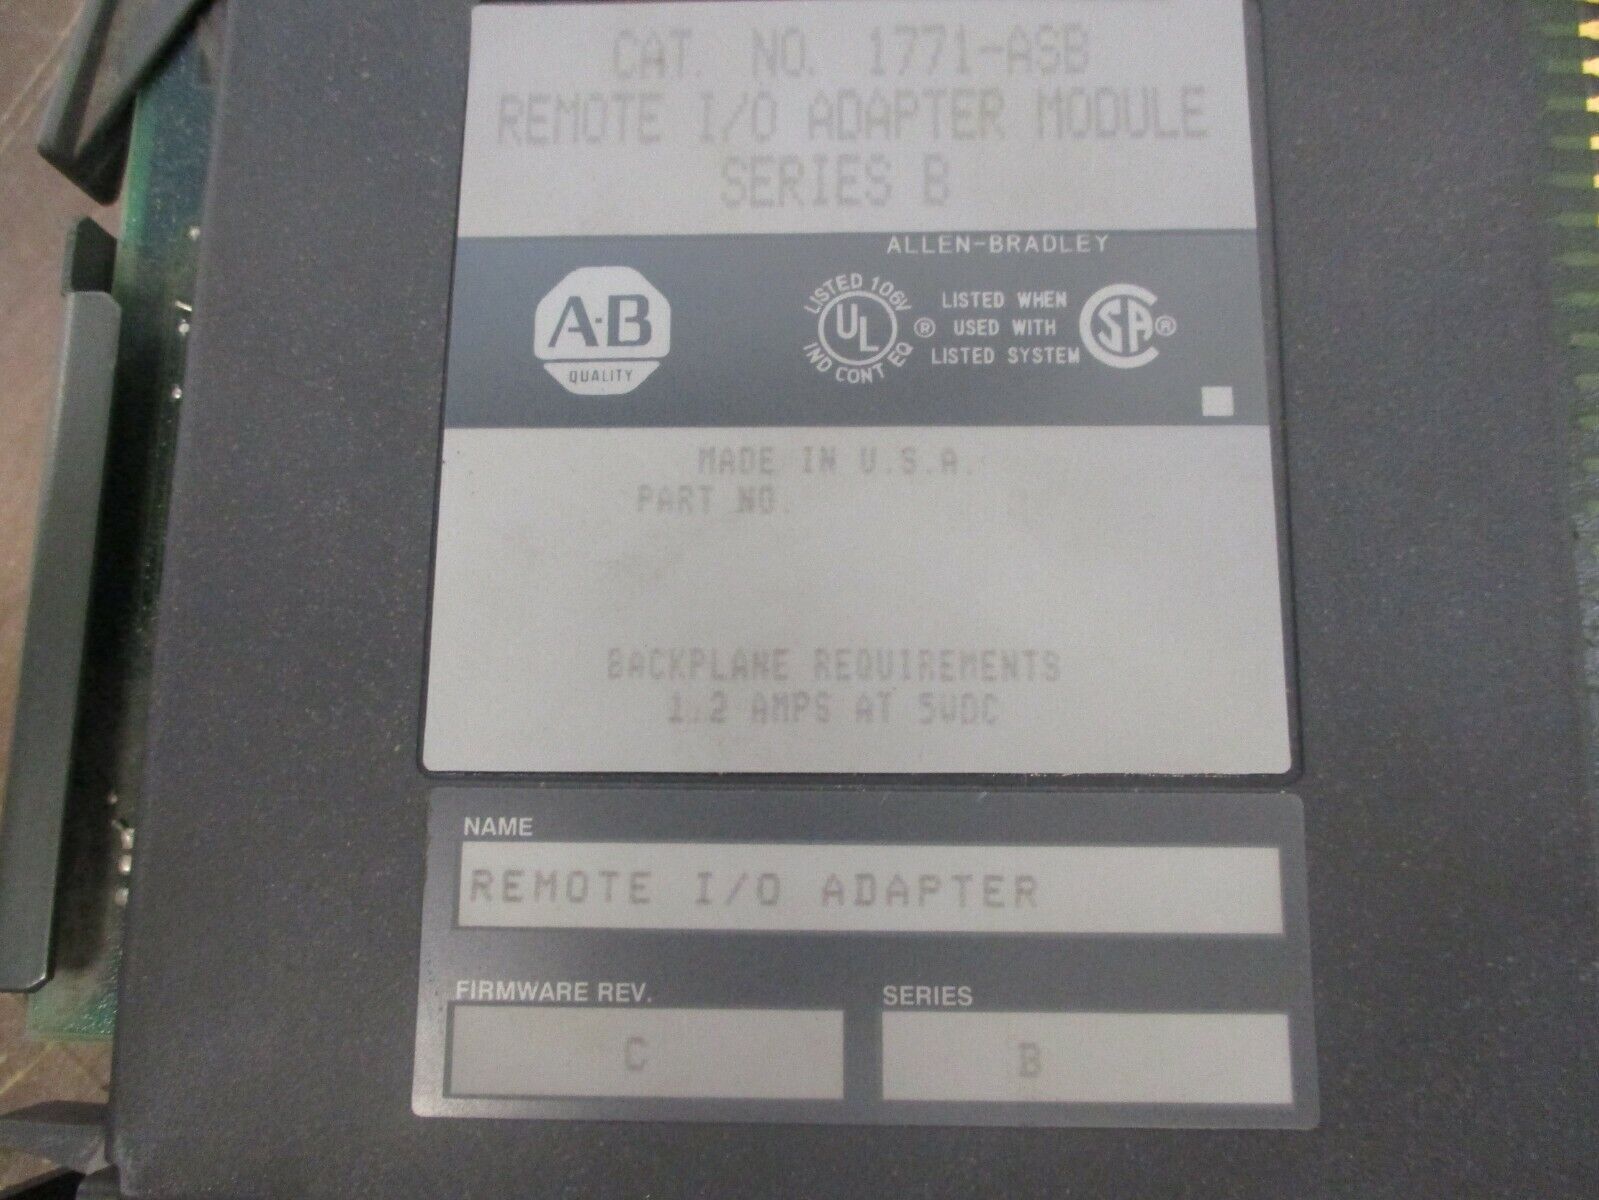 CAT. NO. 1771-ASB
REMOTE I/O ADAPTER MODULE
SERIES B
ALLEN-BRADLEY
A-B
QUALITY
LISTED 106V
UL
IND CONT EQ
®
LISTED WHEN
USED WITH
LISTED SYSTEM
SA
®
MADE IN U.S.A.
PART NO.
BACKPLANE REQUIREMENTS
1.2 AMPS AT 5VDC
NAME
REMOTE I/O ADAPTER
FIRMWARE REV.
SERIES
C
B